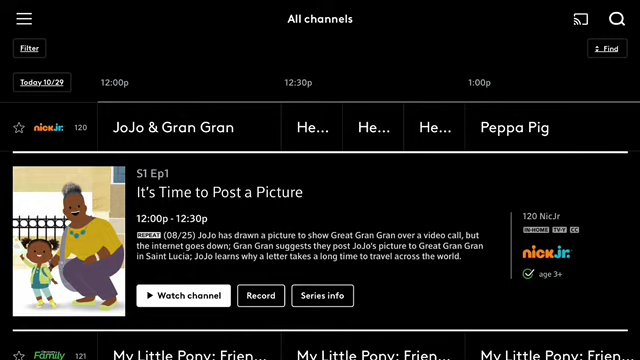 All channels
Filter
Find
Today 10/29
12:00p
12:30p
1:00p
nick jr.
120
JoJo & Gran Gran
He...
He...
He...
Peppa Pig
S1 Ep1
It's Time to Post a Picture
12:00p - 12:30p
REPEAT (08/25) JoJo has drawn a picture to show Great Gran Gran over a video call, but
the internet goes down; Gran Gran suggests they post JoJo's picture to Great Gran Gran
in Saint Lucia; JoJo learns why a letter takes a long time to travel across the world.
120 NicJr
IN-HOME TV-Y CC
nick jr.
age 3+
Watch channel
Record
Series info
Family
121
My Little Pony: Frien...
My Little Pony: Frien...
My Little Pony: Frien...